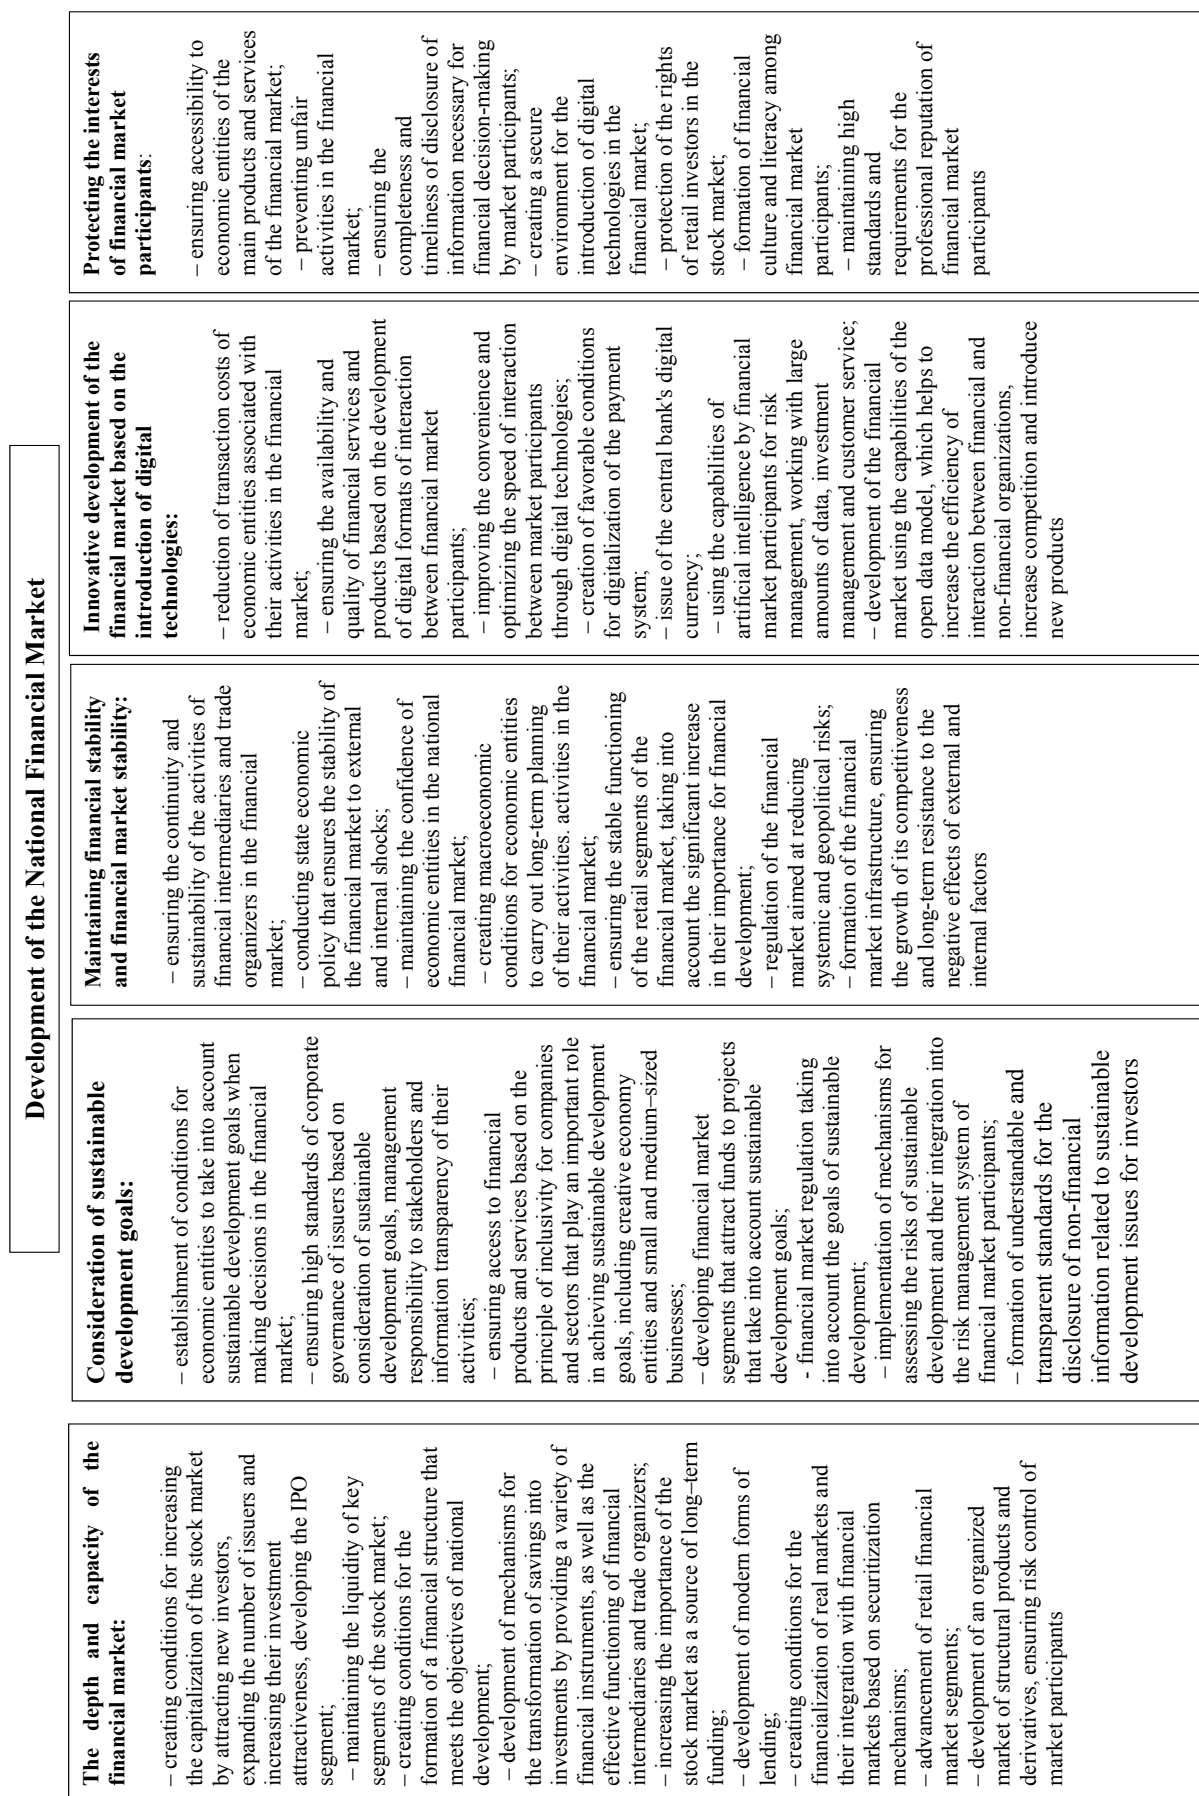 Development of the National Financial Market
The depth and capacity of the
financial market:
– creating conditions for increasing
the capitalization of the stock market
by attracting new investors,
expanding the number of issuers and
increasing their investment
attractiveness, developing the IPO
segment;
– maintaining the liquidity of key
segments of the stock market;
– creating conditions for the
formation of a financial structure that
meets the objectives of national
development;
– development of mechanisms for
the transformation of savings into
investments by providing a variety of
financial instruments, as well as the
effective functioning of financial
intermediaries and trade organizers;
– increasing the importance of the
stock market as a source of long–term
funding;
– development of modern forms of
lending;
– creating conditions for the
financialization of real markets and
their integration with financial
markets based on securitization
mechanisms;
– advancement of retail financial
market segments;
– development of an organized
market of structural products and
derivatives, ensuring risk control of
market participants
Consideration of sustainable
development goals:
– establishment of conditions for
economic entities to take into account
sustainable development goals when
making decisions in the financial
market;
– ensuring high standards of corporate
governance of issuers based on
consideration of sustainable
development goals, management
responsibility to stakeholders and
information transparency of their
activities;
– ensuring access to financial
products and services based on the
principle of inclusivity for companies
and sectors that play an important role
in achieving sustainable development
goals, including creative economy
entities and small and medium–sized
businesses;
– developing financial market
segments that attract funds to projects
that take into account sustainable
development goals;
- financial market regulation taking
into account the goals of sustainable
development;
– implementation of mechanisms for
assessing the risks of sustainable
development and their integration into
the risk management system of
financial market participants;
– formation of understandable and
transparent standards for the
disclosure of non-financial
information related to sustainable
development issues for investors
Maintaining financial stability
and financial market stability:
– ensuring the continuity and
sustainability of the activities of
financial intermediaries and trade
organizers in the financial
market;
– conducting state economic
policy that ensures the stability of
the financial market to external
and internal shocks;
– maintaining the confidence of
economic entities in the national
financial market;
– creating macroeconomic
conditions for economic entities
to carry out long-term planning
of their activities. activities in the
financial market;
– ensuring the stable functioning
of the retail segments of the
financial market, taking into
account the significant increase
in their importance for financial
development;
– regulation of the financial
market aimed at reducing
systemic and geopolitical risks;
– formation of the financial
market infrastructure, ensuring
the growth of its competitiveness
and long-term resistance to the
negative effects of external and
internal factors
Innovative development of the
financial market based on the
introduction of digital
technologies:
– reduction of transaction costs of
economic entities associated with
their activities in the financial
market;
– ensuring the availability and
quality of financial services and
products based on the development
of digital formats of interaction
between financial market
participants;
– improving the convenience and
optimizing the speed of interaction
between market participants
through digital technologies;
– creation of favorable conditions
for digitalization of the payment
system;
– issue of the central bank's digital
currency;
– using the capabilities of
artificial intelligence by financial
market participants for risk
management, working with large
amounts of data, investment
management and customer service;
– development of the financial
market using the capabilities of the
open data model, which helps to
increase the efficiency of
interaction between financial and
non-financial organizations,
increase competition and introduce
new products
Protecting the interests
of financial market
participants:
– ensuring accessibility to
economic entities of the
main products and services
of the financial market;
– preventing unfair
activities in the financial
market;
– ensuring the
completeness and
timeliness of disclosure of
information necessary for
financial decision-making
by market participants;
– creating a secure
environment for the
introduction of digital
technologies in the
financial market;
– protection of the rights
of retail investors in the
stock market;
– formation of financial
culture and literacy among
financial market
participants;
– maintaining high
standards and
requirements for the
professional reputation of
financial market
participants